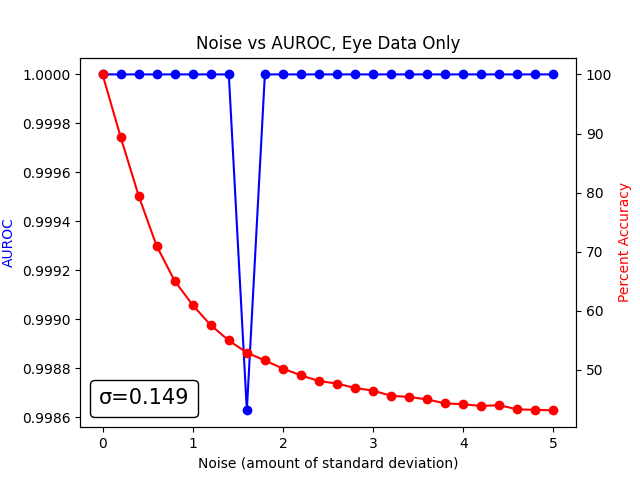 Noise vs AUROC, Eye Data Only
1.0000
0.9998
0.9996
0.9994
0.9992
0.9990
0.9988
0.9986
AUROC
100
90
80
70
60
50
Percent Accuracy
σ=0.149
0 1 2 3 4 5
Noise (amount of standard deviation)